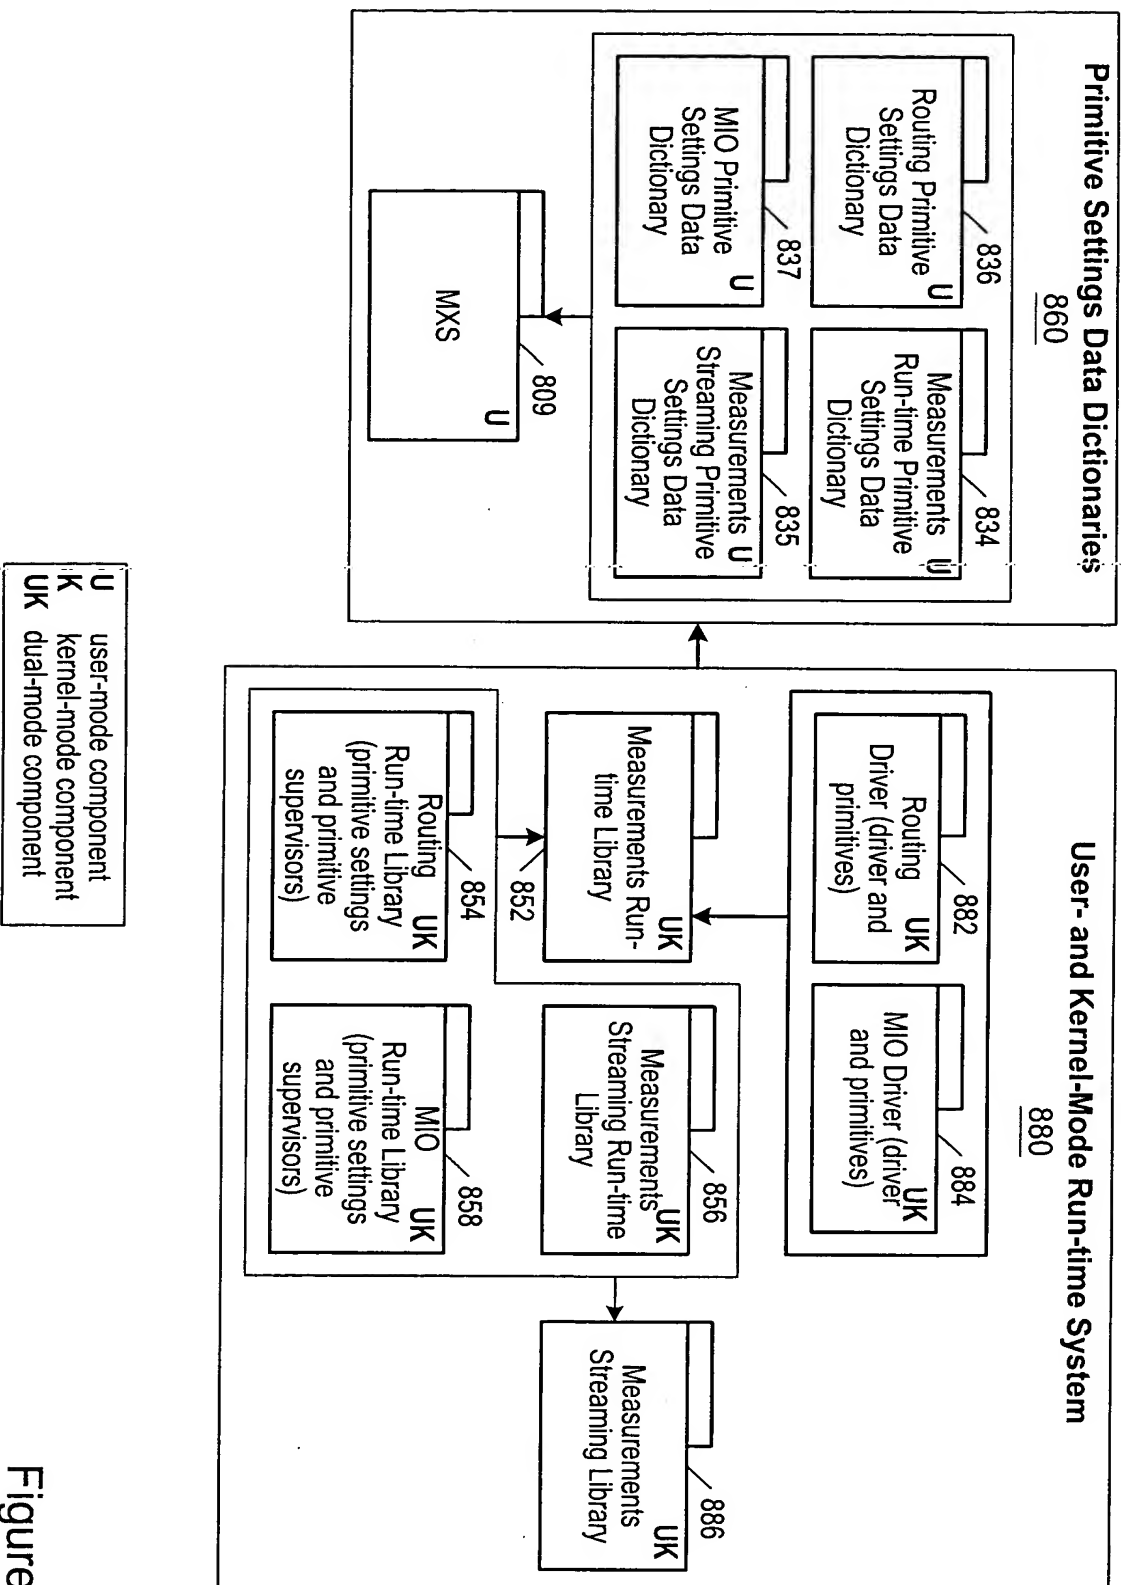 Primitive Settings Data Dictionaries
860
Routing Primitive
Settings Data
Dictionary
U
836
Measurements
Run-time Primitive
Settings Data
Dictionary
U
834
MIO Primitive
Settings Data
Dictionary
U
837
Measurements
Streaming Primitive
Settings Data
Dictionary
U
835
MXS
U
809
User- and Kernel-Mode Run-time System
880
Routing
Driver (driver and
primitives)
UK
882
MIO Driver (driver
and primitives)
UK
884
Measurements Run-
time Library
UK
852
Measurements
Streaming Run-time
Library
UK
856
Routing
Run-time Library
(primitive settings
and primitive
supervisors)
UK
854
MIO
Run-time Library
(primitive settings
and primitive
supervisors)
UK
858
Measurements
Streaming Library
UK
886
U user-mode component
K kernel-mode component
UK dual-mode component
Figure